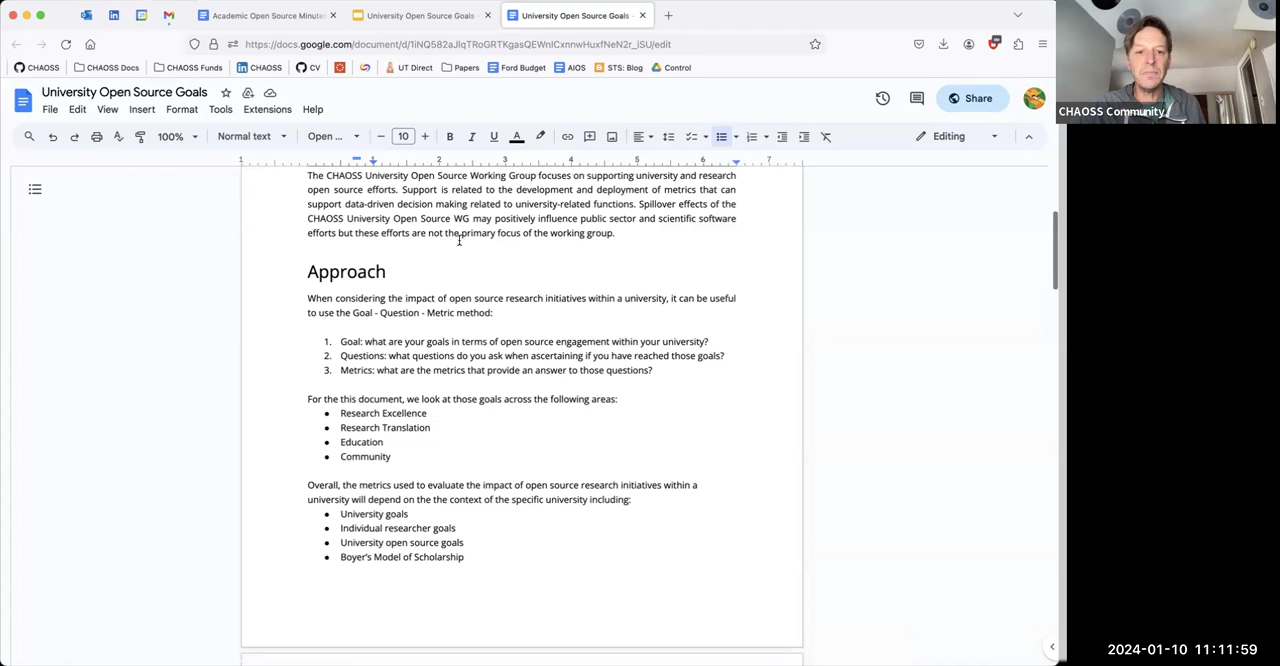 Academic Open Source Minute
University Open Source Goals -
University Open Source Goals -
https://docs.google.com/document/d/1iNQ582aJIqTRoGRTKgasQEWnICxnnwHuxfNeN2r_iSU/edit
CHAOSS
CHAOSS Docs
CHAOSS Funds
CHAOSS
CV
UT Direct
Papers
Ford Budget
AIOS
STS: Blog
Control
University Open Source Goals
File Edit View Insert Format Tools Extensions Help
Share
100%
Normal text
Open ...
10
Editing
1 1 2 3 4 5 6 7
The CHAOSS University Open Source Working Group focuses on supporting university and research
open source efforts. Support is related to the development and deployment of metrics that can
support data-driven decision making related to university-related functions. Spillover effects of the
CHAOSS University Open Source WG may positively influence public sector and scientific software
efforts but these efforts are not the primary focus of the working group.
Approach
When considering the impact of open source research initiatives within a university, it can be useful
to use the Goal - Question - Metric method:
1. Goal: what are your goals in terms of open source engagement within your university?
2. Questions: what questions do you ask when ascertaining if you have reached those goals?
3. Metrics: what are the metrics that provide an answer to those questions?
For the this document, we look at those goals across the following areas:
● Research Excellence
● Research Translation
● Education
● Community
Overall, the metrics used to evaluate the impact of open source research initiatives within a
university will depend on the the context of the specific university including:
● University goals
● Individual researcher goals
● University open source goals
● Boyer's Model of Scholarship
CHAOSS Community
2024-01-10 11:11:59